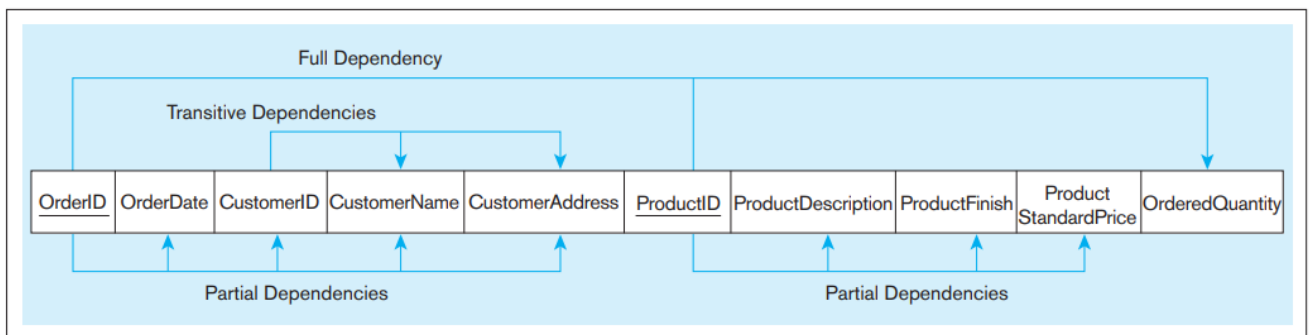 Full Dependency
Transitive Dependencies
OrderID OrderDate CustomerID CustomerName CustomerAddress ProductID ProductDescription ProductFinish Product
StandardPrice OrderedQuantity
Partial Dependencies Partial Dependencies